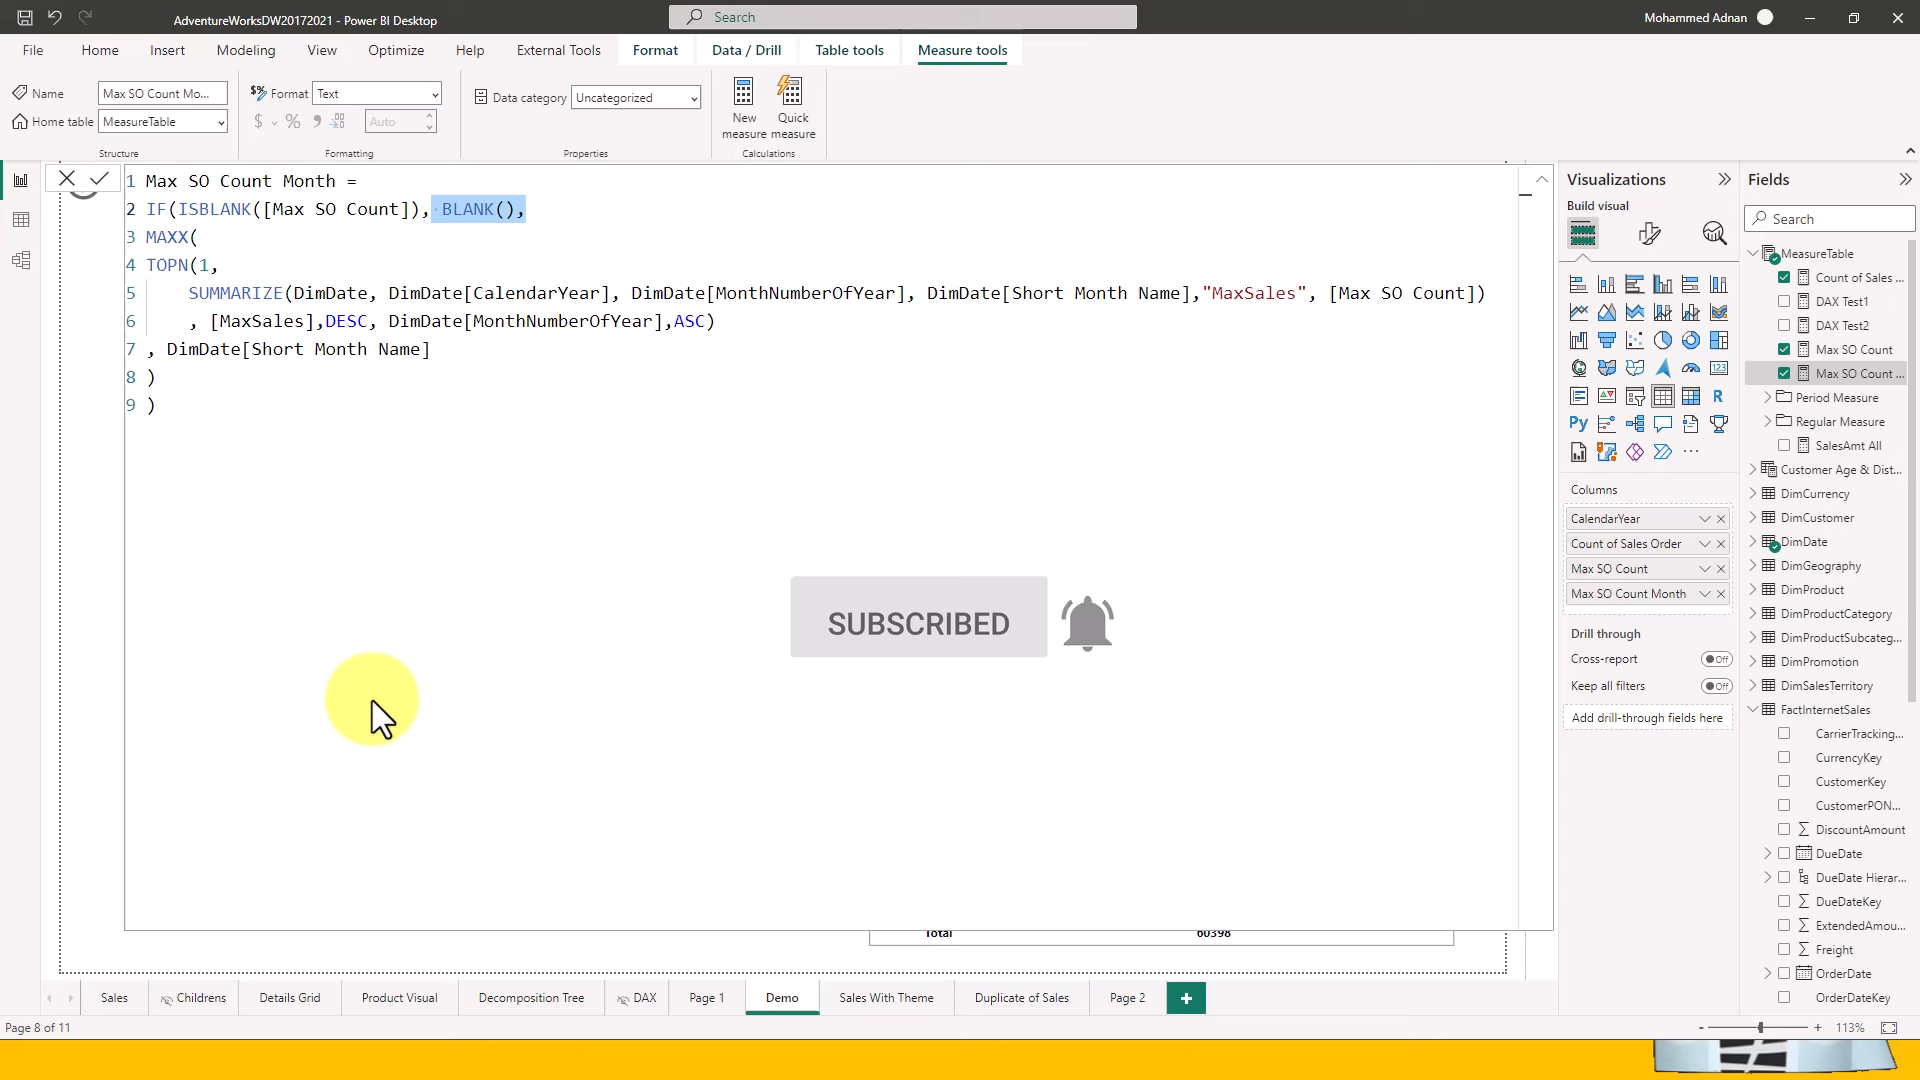 AdventureWorksDW20172021 - Power BI Desktop
Search
Mohammed Adnan
File
Home
Insert
Modeling
View
Optimize
Help
External Tools
Format
Data / Drill
Table tools
Measure tools
Name
Max SO Count Mo...
Home table
MeasureTable
Structure
Format
Text
$
%
Auto
Formatting
Data category
Uncategorized
Properties
New
measure
Quick
measure
Calculations
1 Max SO Count Month =
2 IF(ISBLANK([Max SO Count]), BLANK(),
3 MAXX(
4 TOPN(1,
5 SUMMARIZE(DimDate, DimDate[CalendarYear], DimDate[MonthNumberOfYear], DimDate[Short Month Name],"MaxSales", [Max SO Count])
6 , [MaxSales],DESC, DimDate[MonthNumberOfYear],ASC)
7 , DimDate[Short Month Name]
8 )
9 )
SUBSCRIBED
Total 60398
Visualizations
Build visual
123
R
Py
...
Columns
CalendarYear
Count of Sales Order
Max SO Count
Max SO Count Month
Drill through
Cross-report
Off
Keep all filters
Off
Add drill-through fields here
Fields
Search
MeasureTable
Count of Sales ...
DAX Test1
DAX Test2
Max SO Count
Max SO Count ...
Period Measure
Regular Measure
SalesAmt All
Customer Age & Dist...
DimCurrency
DimCustomer
DimDate
DimGeography
DimProduct
DimProductCategory
DimProductSubcateg...
DimPromotion
DimSalesTerritory
FactInternetSales
CarrierTracking...
CurrencyKey
CustomerKey
CustomerPON...
DiscountAmount
DueDate
DueDate Hierar...
DueDateKey
ExtendedAmou...
Freight
OrderDate
OrderDateKey
Sales
Childrens
Details Grid
Product Visual
Decomposition Tree
DAX
Page 1
Demo
Sales With Theme
Duplicate of Sales
Page 2
+
Page 8 of 11
- + 113%